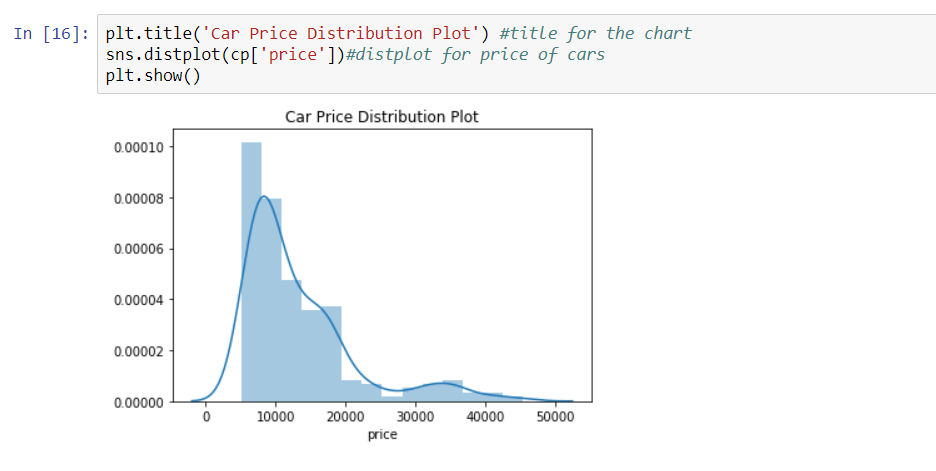 In [16]: plt.title('Car Price Distribution Plot') #title for the chart
sns.distplot(cp['price'])#distplot for price of cars
plt.show()
Car Price Distribution Plot
0.00010
0.00008
0.00006
0.00004
0.00002
0.00000
0 10000 20000 30000 40000 50000
price